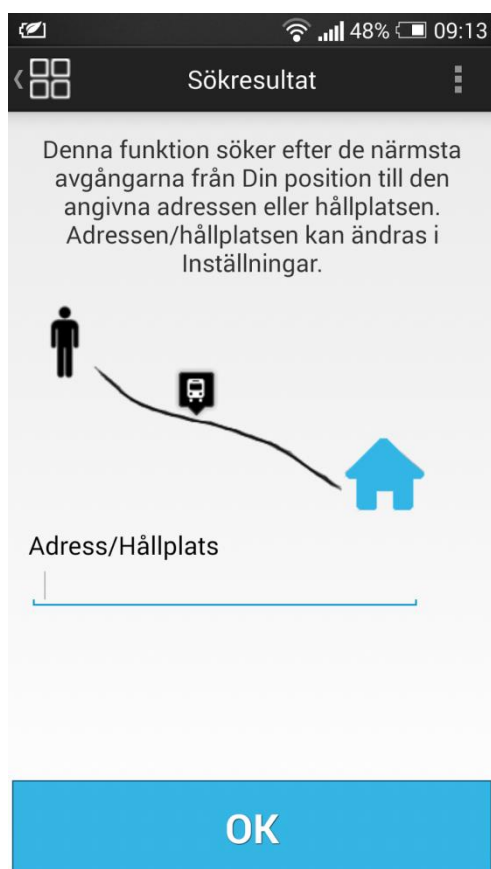 48% 09:13
Sökresultat
Denna funktion söker efter de närmsta
avgångarna från Din position till den
angivna adressen eller hållplatsen.
Adressen/hållplatsen kan ändras i
Inställningar.
Adress/Hållplats
OK